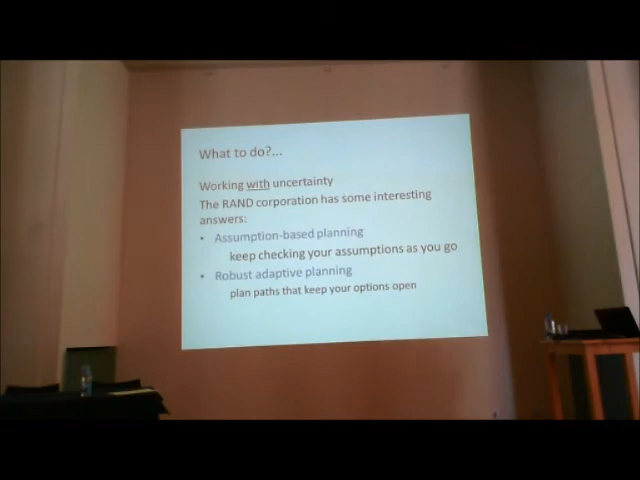 What to do?...
Working with uncertainty
The RAND corporation has some interesting
answers:
• Assumption-based planning
keep checking your assumptions as you go
• Robust adaptive planning
plan paths that keep your options open